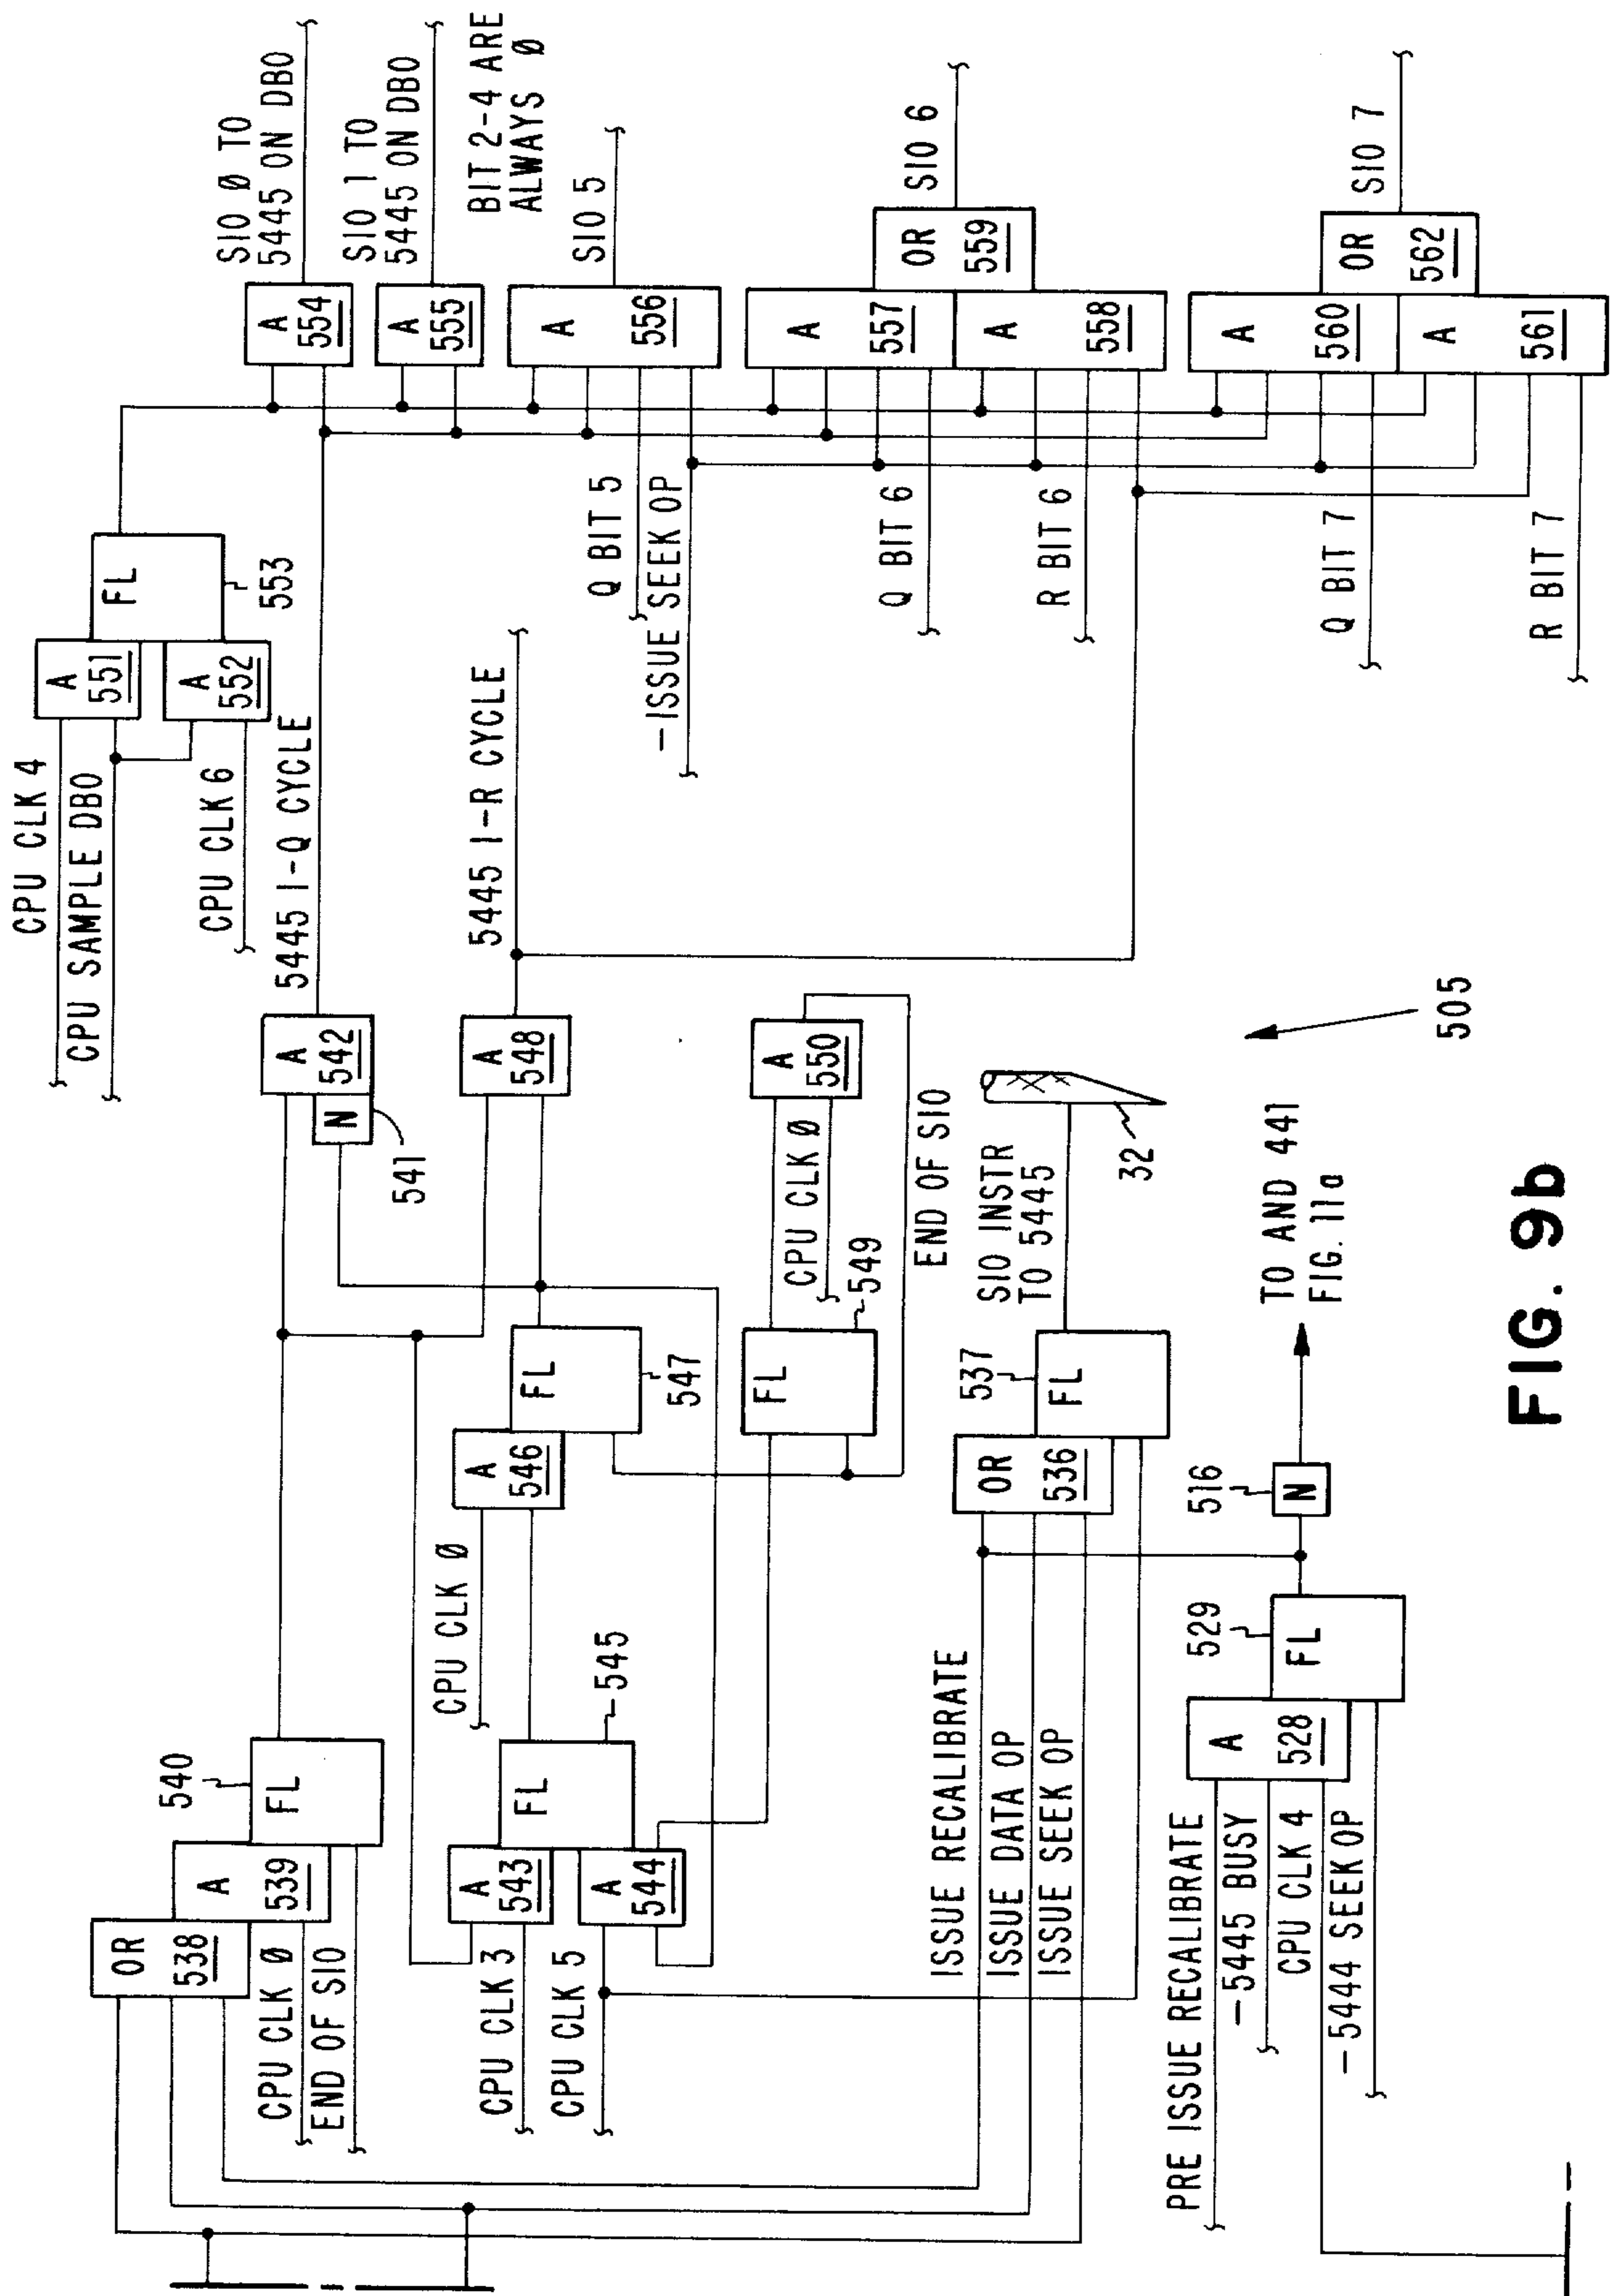 OR
538
A
539
FL
540
CPU CLK Ø
END OF SIO
A
543
A
544
FL
545
CPU CLK 3
CPU CLK 5
CPU CLK Ø
A
546
FL
547
A
542
N
541
5445 I-Q CYCLE
A
548
5445 I-R CYCLE
FL
549
CPU CLK Ø
A
550
END OF SIO
ISSUE RECALIBRATE
ISSUE DATA OP
ISSUE SEEK OP
OR
536
FL
537
SIO INSTR
TO 5445
32
PRE ISSUE RECALIBRATE
-5445 BUSY
CPU CLK 4
-5444 SEEK OP
A
528
FL
529
N
516
TO AND 441
FIG. 11a
505
CPU CLK 4
CPU SAMPLE DBO
CPU CLK 6
A
551
A
552
FL
553
A
554
SIO Ø TO
5445 ON DBO
A
555
SIO 1 TO
5445 ON DBO
BIT 2-4 ARE
ALWAYS Ø
Q BIT 5
-ISSUE SEEK OP
A
556
SIO 5
Q BIT 6
R BIT 6
A
557
A
558
OR
559
SIO 6
Q BIT 7
R BIT 7
A
560
A
561
OR
562
SIO 7
FIG. 9b